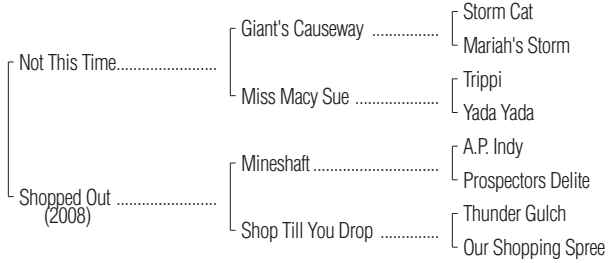 Storm Cat
Giant's Causeway ................
Mariah's Storm
Not This Time........................
Trippi
Miss Macy Sue ....................
Yada Yada
A.P. Indy
Mineshaft .............................
Prospectors Delite
Shopped Out ........................
(2008)
Thunder Gulch
Shop Till You Drop ..............
Our Shopping Spree